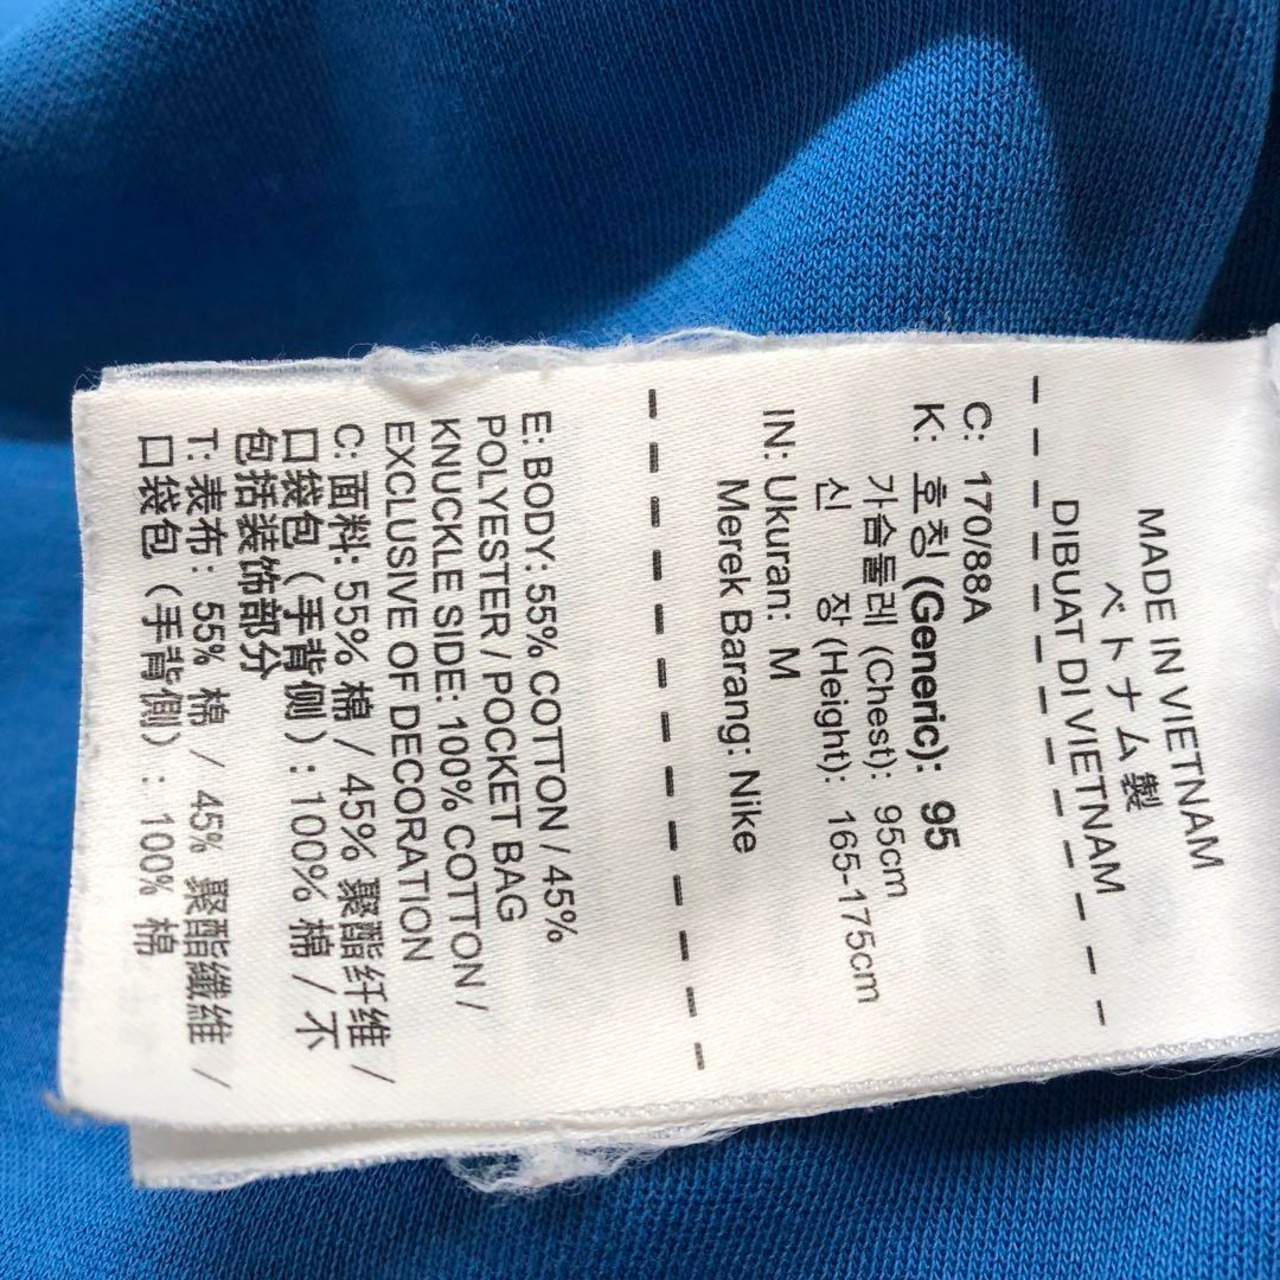 MADE IN VIETNAM
ベトナム製
DIBUAT DI VIETNAM
C: 170/88A
K: 호칭 (Generic): 95
가슴둘레 (Chest): 95cm
신 장 (Height): 165-175cm
IN: Ukuran: M
Merek Barang: Nike
E: BODY: 55% COTTON / 45%
POLYESTER / POCKET BAG
KNUCKLE SIDE: 100% COTTON /
EXCLUSIVE OF DECORATION
C: 面料: 55% 棉 / 45% 聚酯纤维 /
口袋包（手背侧）: 100% 棉 / 不
包括装饰部分
T: 表布: 55% 棉 / 45% 聚酯纖維 /
口袋包（手背側）: 100% 棉